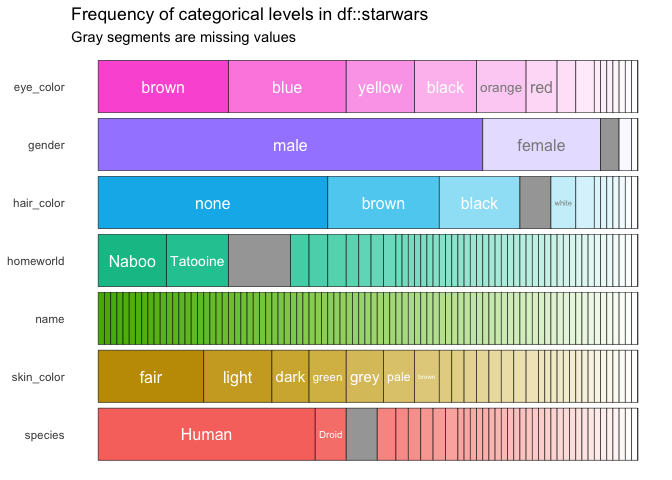 Frequency of categorical levels in df::starwars
Gray segments are missing values
eye_color brown blue yellow black orange red
gender male female
hair_color none brown black white
homeworld Naboo Tatooine
name
skin_color fair light dark green grey pale brown
species Human Droid